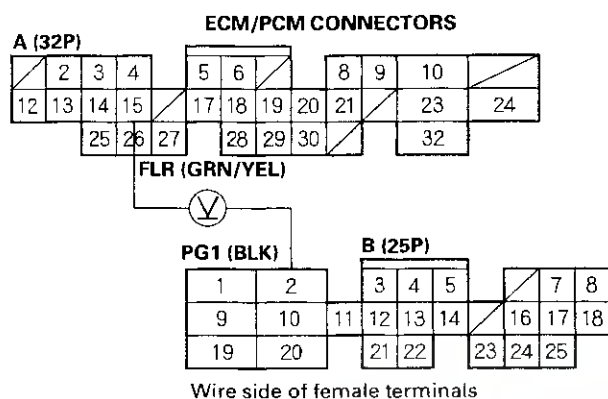 ECM/PCM CONNECTORS
A (32P)
2 3 4 5 6 8 9 10
12 13 14 15 17 18 19 20 21 23 24
25 26 27 28 29 30 32
FLR (GRN/YEL)
V
PG1 (BLK) B (25P)
1 2 3 4 5 7 8
9 10 11 12 13 14 16 17 18
19 20 21 22 23 24 25
Wire side of female terminals